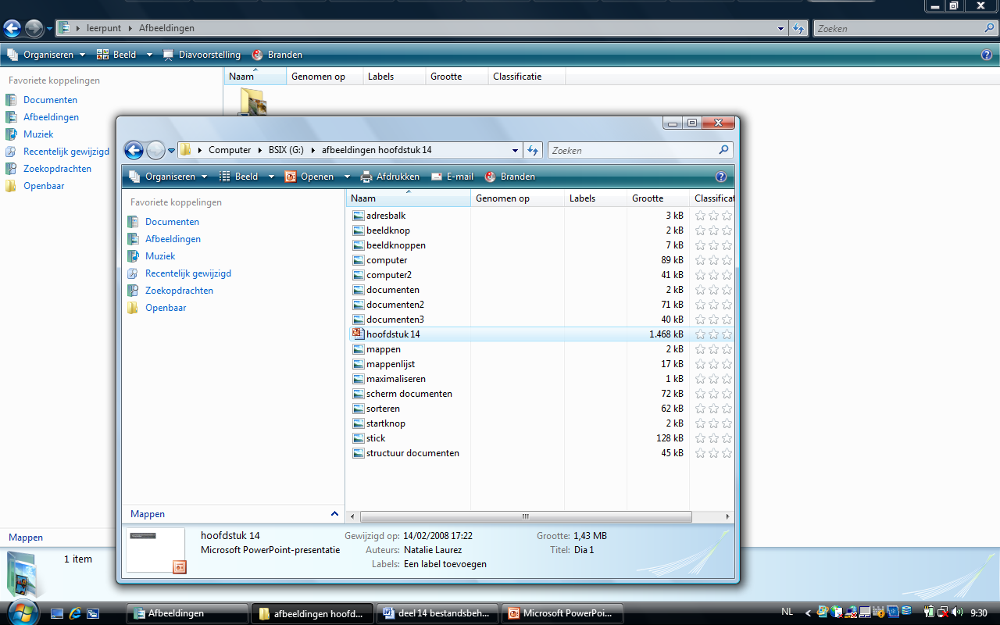 leerpunt Afbeeldingen Zoeken
Organiseren Beeld Diavoorstelling Branden
Favoriete koppelingen
Documenten
Afbeeldingen
Muziek
Recentelijk gewijzigd
Zoekopdrachten
Openbaar
Mappen
Naam Genomen op Labels Grootte Classificatie
1 item
Computer BSIX (G:) afbeeldingen hoofdstuk 14 Zoeken
Organiseren Beeld Openen Afdrukken E-mail Branden
Favoriete koppelingen
Documenten
Afbeeldingen
Muziek
Recentelijk gewijzigd
Zoekopdrachten
Openbaar
Mappen
Naam Genomen op Labels Grootte Classificat
adresbalk 3 kB
beeldknop 2 kB
beeldknoppen 7 kB
computer 89 kB
computer2 41 kB
documenten 2 kB
documenten2 71 kB
documenten3 40 kB
hoofdstuk 14 1.468 kB
mappen 2 kB
mappenlijst 17 kB
maximaliseren 1 kB
scherm documenten 72 kB
sorteren 62 kB
startknop 2 kB
stick 128 kB
structuur documenten 45 kB
hoofdstuk 14 Gewijzigd op: 14/02/2008 17:22 Grootte: 1,43 MB
Microsoft PowerPoint-presentatie Auteurs: Natalie Laurez Titel: Dia 1
Labels: Een label toevoegen
Afbeeldingen afbeeldingen hoofd... deel 14 bestandsbeh... Microsoft PowerPoi... NL 9:30